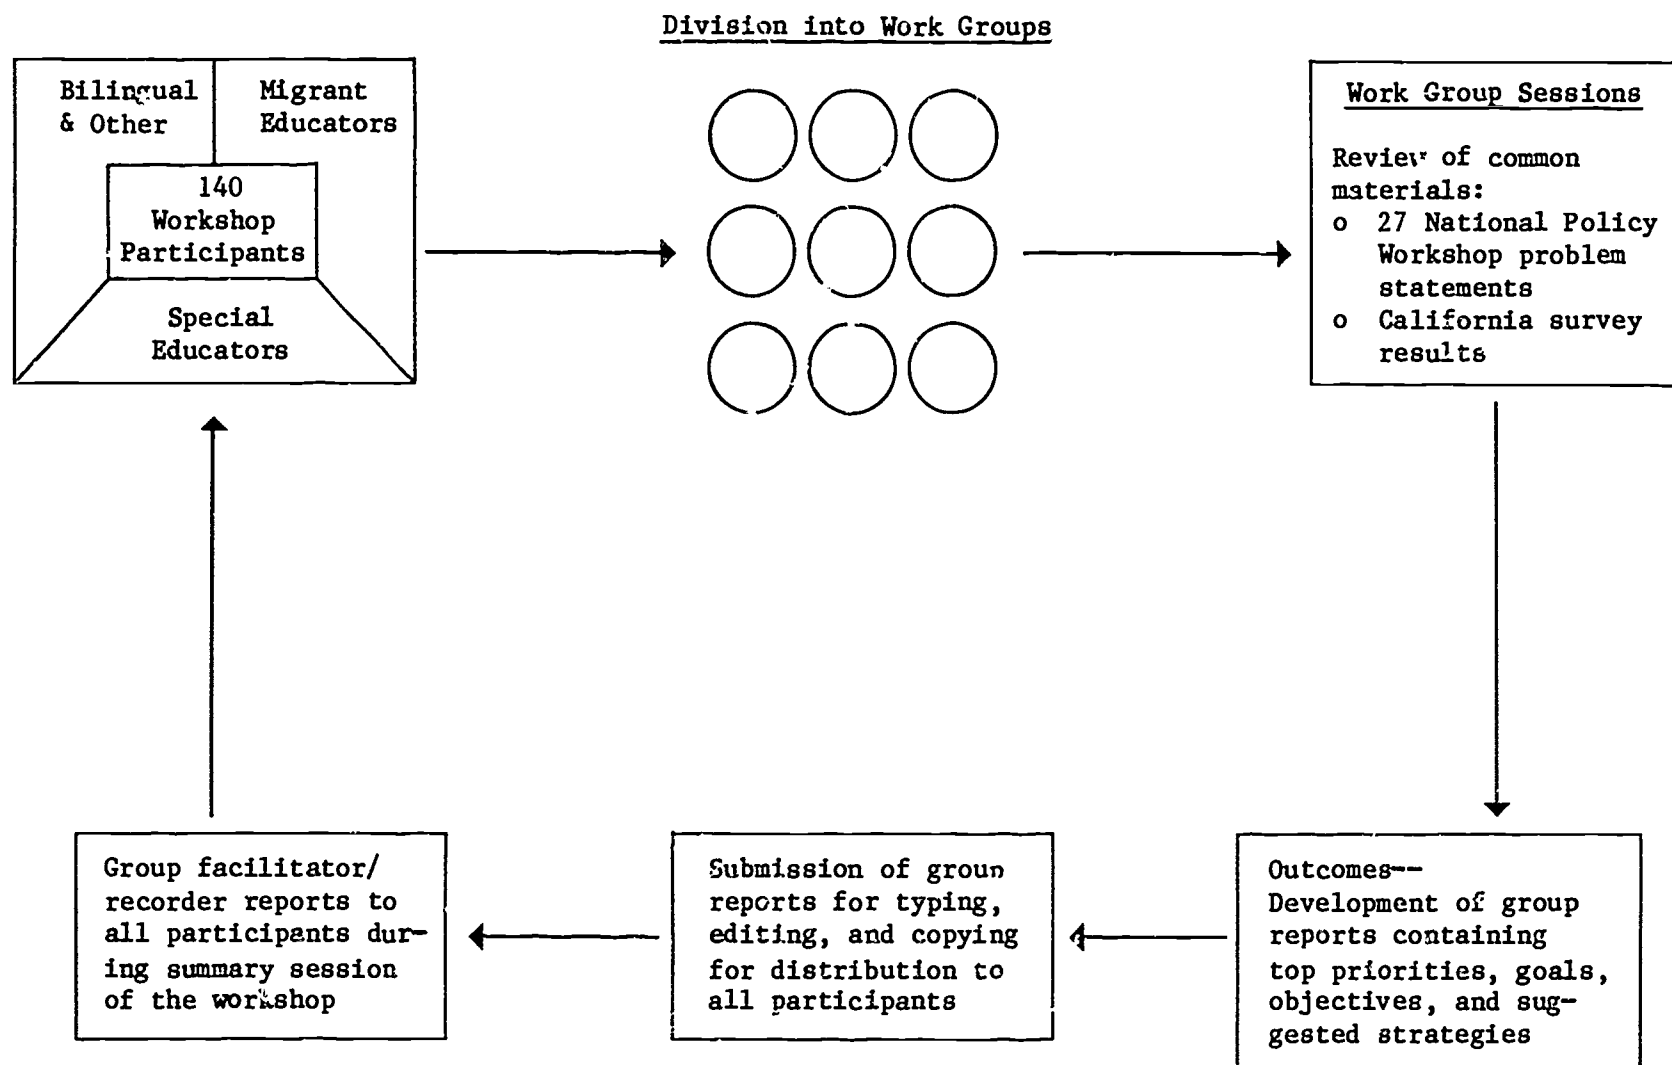 Division into Work Groups
Bilingual
& Other
Migrant
Educators
140
Workshop
Participants
Special
Educators
Work Group Sessions
Review of common
materials:
o 27 National Policy
Workshop problem
statements
o California survey
results
Group facilitator/
recorder reports to
all participants dur-
ing summary session
of the workshop
Submission of group
reports for typing,
editing, and copying
for distribution to
all participants
Outcomes--
Development of group
reports containing
top priorities, goals,
objectives, and sug-
gested strategies